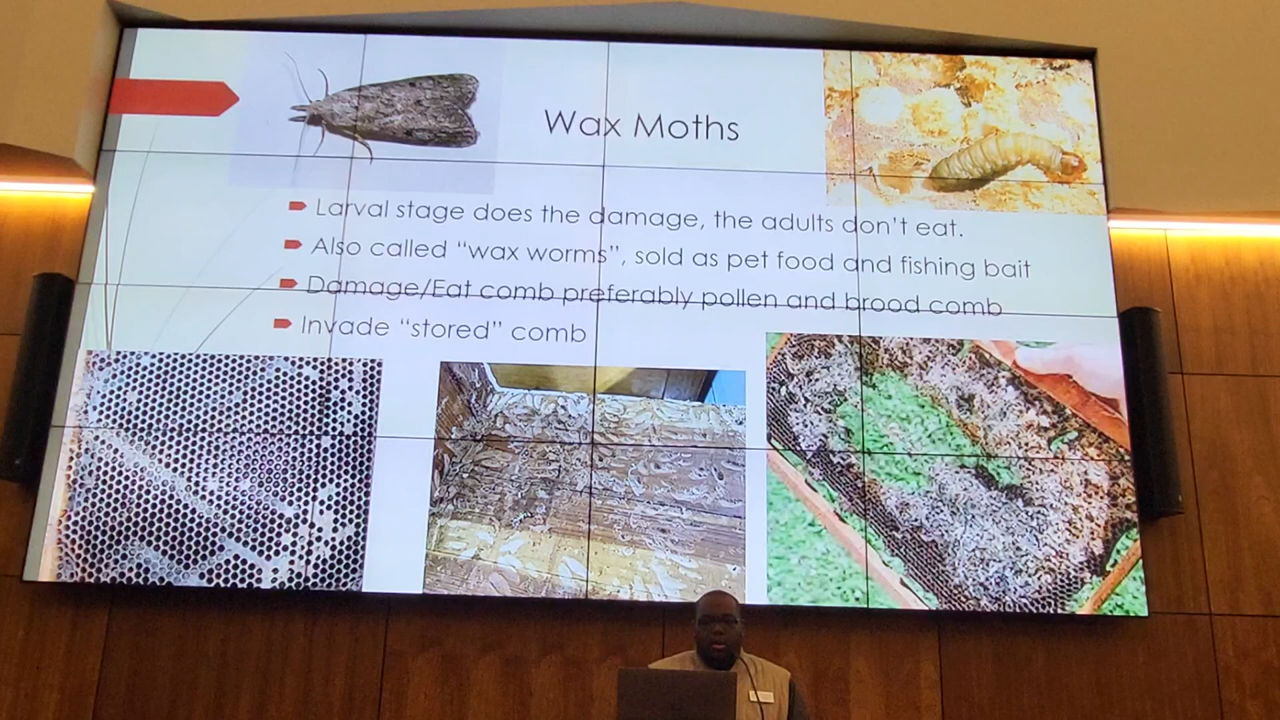 Wax Moths
Larval stage does the damage, the adults don't eat.
Also called "wax worms", sold as pet food and fishing bait
Damage/Eat comb preferably pollen and brood comb
Invade "stored" comb